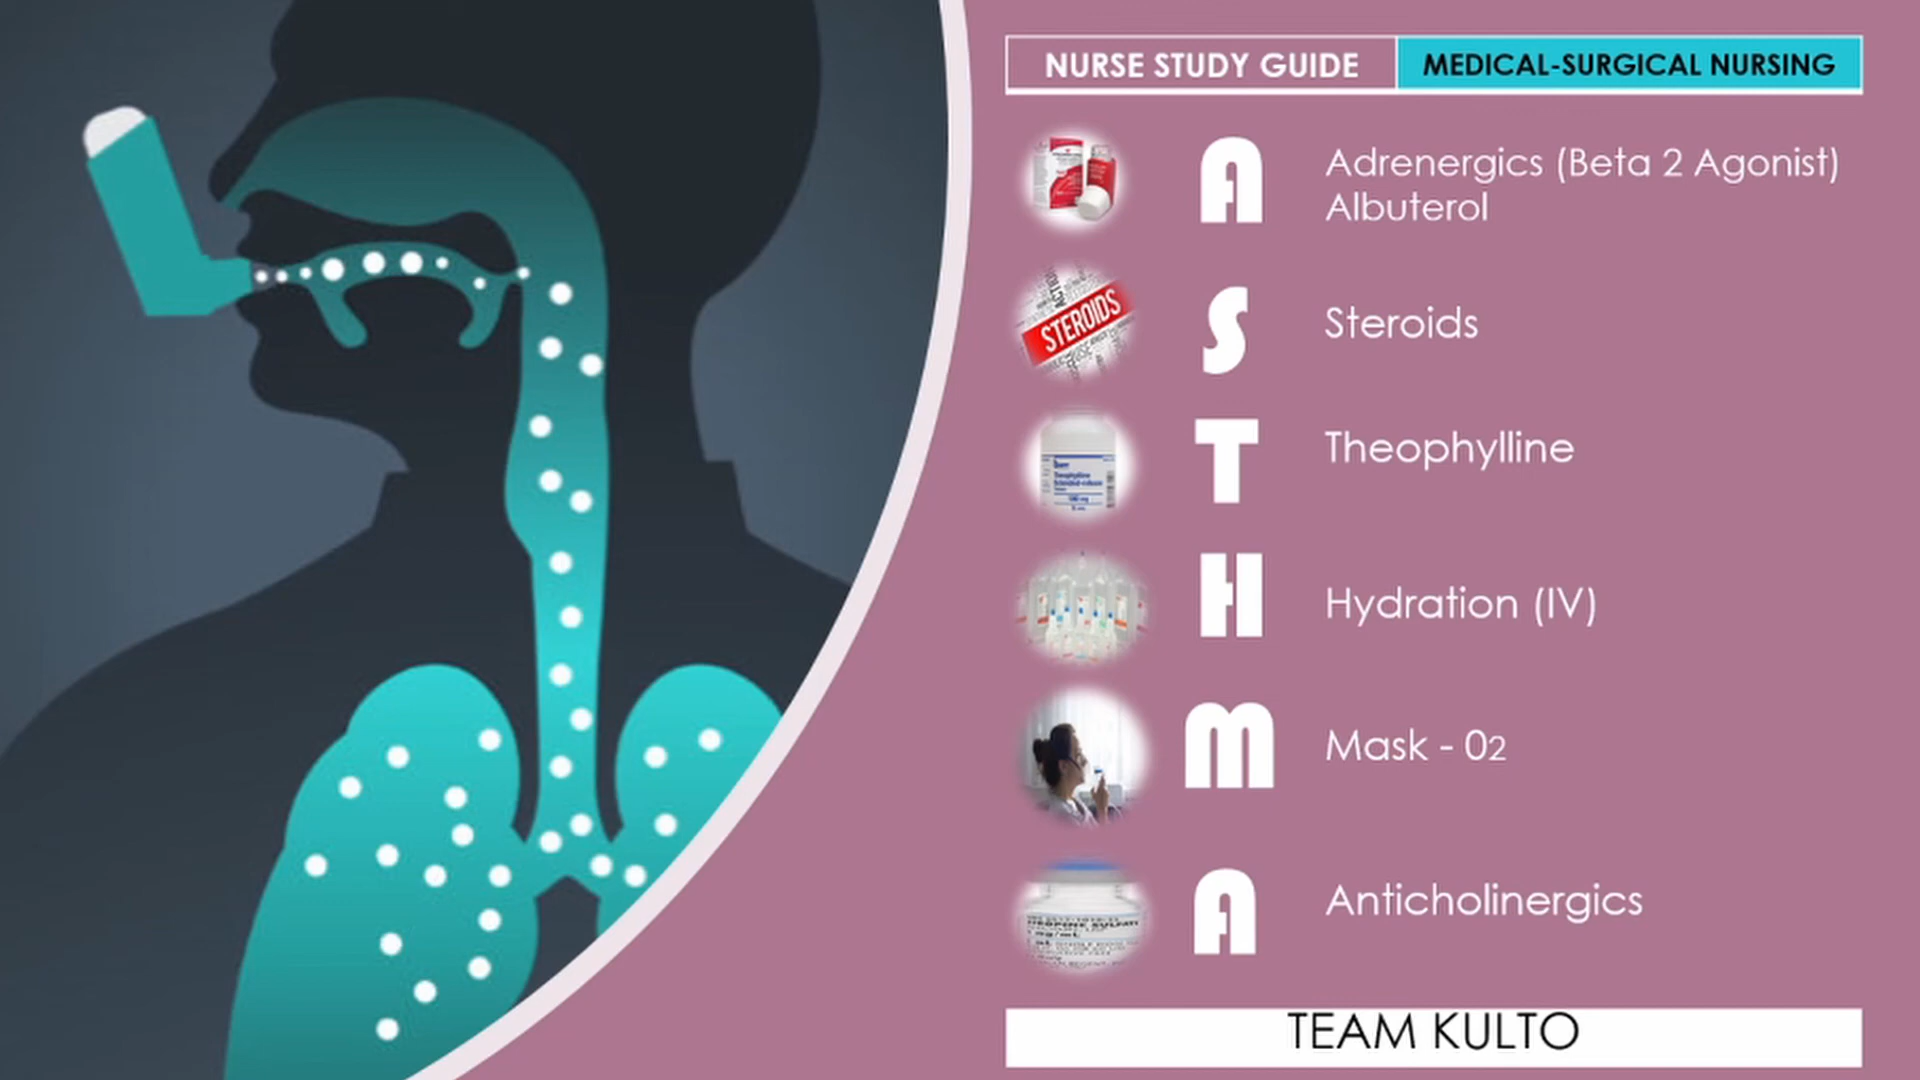 NURSE STUDY GUIDE
MEDICAL-SURGICAL NURSING
A
Adrenergics (Beta 2 Agonist)
Albuterol
STEROIDS
S
Steroids
T
Theophylline
H
Hydration (IV)
M
Mask - 02
A
Anticholinergics
TEAM KULTO